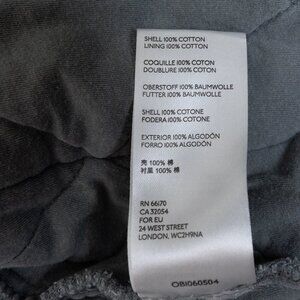 SHELL 100% COTTON
LINING 100% COTTON
COQUILLE 100% COTON
DOUBLURE 100% COTON
OBERSTOFF 100% BAUMWOLLE
FUTTER 100% BAUMWOLLE
SHELL 100% COTONE
FODERA 100% COTONE
EXTERIOR 100% ALGODÓN
FORRO 100% ALGODÓN
壳 100% 棉
衬里 100% 棉
RN 66170
CA 32054
FOR EU
24 WEST STREET
LONDON, WC2H9NA
OBI060504